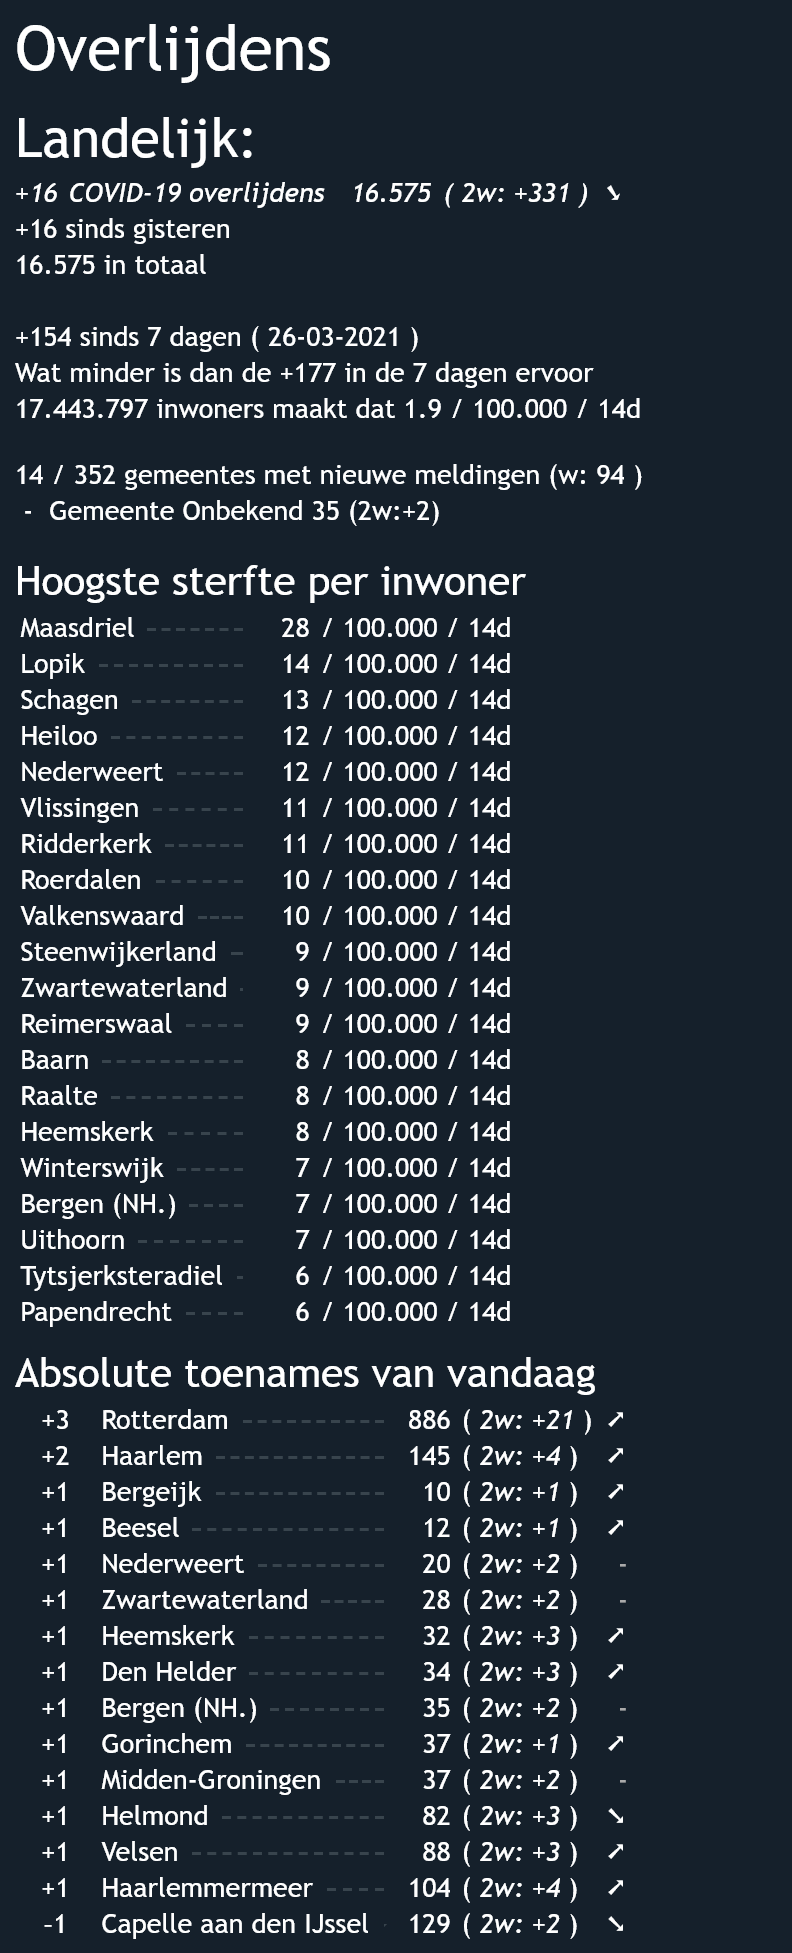 Overlijdens
Landelijk:
+16 COVID-19 overlijdens 16.575 ( 2w: +331 ) ➘
+16 sinds gisteren
16.575 in totaal
+154 sinds 7 dagen ( 26-03-2021 )
Wat minder is dan de +177 in de 7 dagen ervoor
17.443.797 inwoners maakt dat 1.9 / 100.000 / 14d
14 / 352 gemeentes met nieuwe meldingen (w: 94 )
- Gemeente Onbekend 35 (2w:+2)
Hoogste sterfte per inwoner
Maasdriel ------- 28 / 100.000 / 14d
Lopik ---------- 14 / 100.000 / 14d
Schagen -------- 13 / 100.000 / 14d
Heiloo --------- 12 / 100.000 / 14d
Nederweert ----- 12 / 100.000 / 14d
Vlissingen ------ 11 / 100.000 / 14d
Ridderkerk ------ 11 / 100.000 / 14d
Roerdalen ------ 10 / 100.000 / 14d
Valkenswaard ---- 10 / 100.000 / 14d
Steenwijkerland - 9 / 100.000 / 14d
Zwartewaterland · 9 / 100.000 / 14d
Reimerswaal ---- 9 / 100.000 / 14d
Baarn ---------- 8 / 100.000 / 14d
Raalte --------- 8 / 100.000 / 14d
Heemskerk ----- 8 / 100.000 / 14d
Winterswijk ----- 7 / 100.000 / 14d
Bergen (NH.) ---- 7 / 100.000 / 14d
Uithoorn ------- 7 / 100.000 / 14d
Tytsjerksteradiel - 6 / 100.000 / 14d
Papendrecht ---- 6 / 100.000 / 14d
Absolute toenames van vandaag
+3 Rotterdam ---------- 886 ( 2w: +21 ) ➚
+2 Haarlem ------------ 145 ( 2w: +4 ) ➚
+1 Bergeijk ------------ 10 ( 2w: +1 ) ➚
+1 Beesel -------------- 12 ( 2w: +1 ) ➚
+1 Nederweert --------- 20 ( 2w: +2 ) -
+1 Zwartewaterland ----- 28 ( 2w: +2 ) -
+1 Heemskerk ---------- 32 ( 2w: +3 ) ➚
+1 Den Helder ---------- 34 ( 2w: +3 ) ➚
+1 Bergen (NH.) -------- 35 ( 2w: +2 ) -
+1 Gorinchem ---------- 37 ( 2w: +1 ) ➚
+1 Midden-Groningen ---- 37 ( 2w: +2 ) -
+1 Helmond ------------ 82 ( 2w: +3 ) ➘
+1 Velsen -------------- 88 ( 2w: +3 ) ➚
+1 Haarlemmermeer ---- 104 ( 2w: +4 ) ➚
-1 Capelle aan den IJssel · 129 ( 2w: +2 ) ➘